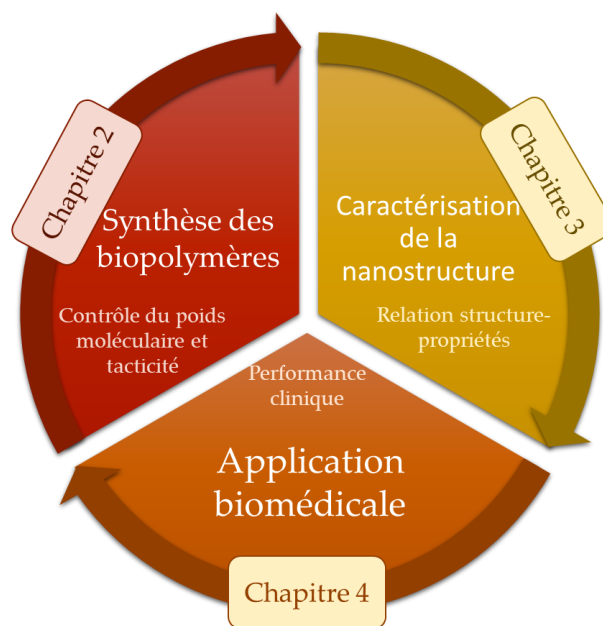 Chapitre 2
Synthèse des
biopolymères
Contrôle du poids
moléculaire et
tacticité
Chapitre 3
Caractérisation
de la
nanostructure
Relation structure-
propriétés
Performance
clinique
Application
biomédicale
Chapitre 4